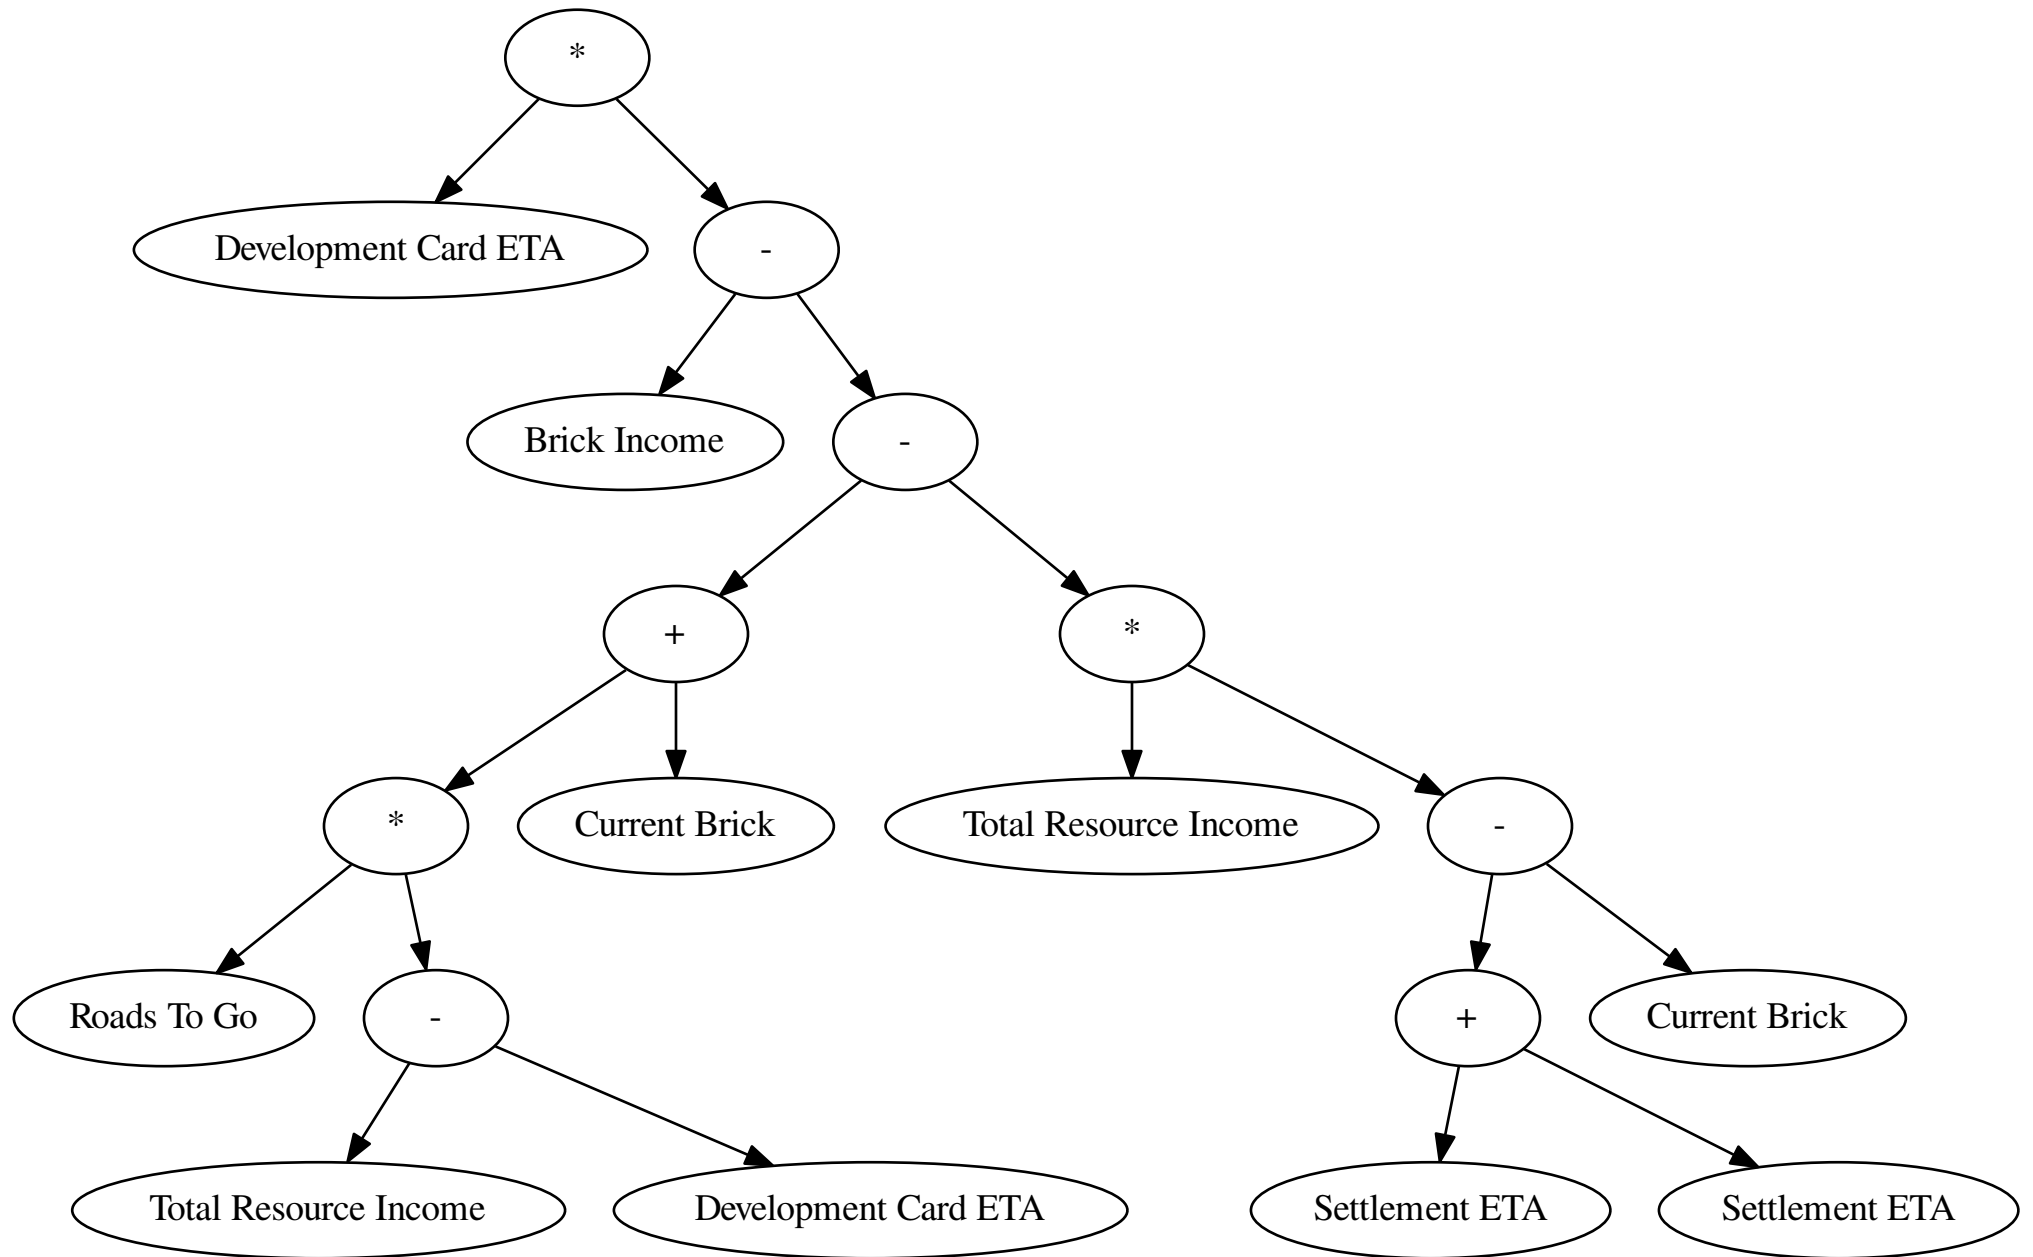 *
Development Card ETA
-
Brick Income
-
+
*
*
Current Brick
Total Resource Income
-
Roads To Go
-
+
Current Brick
Total Resource Income
Development Card ETA
Settlement ETA
Settlement ETA